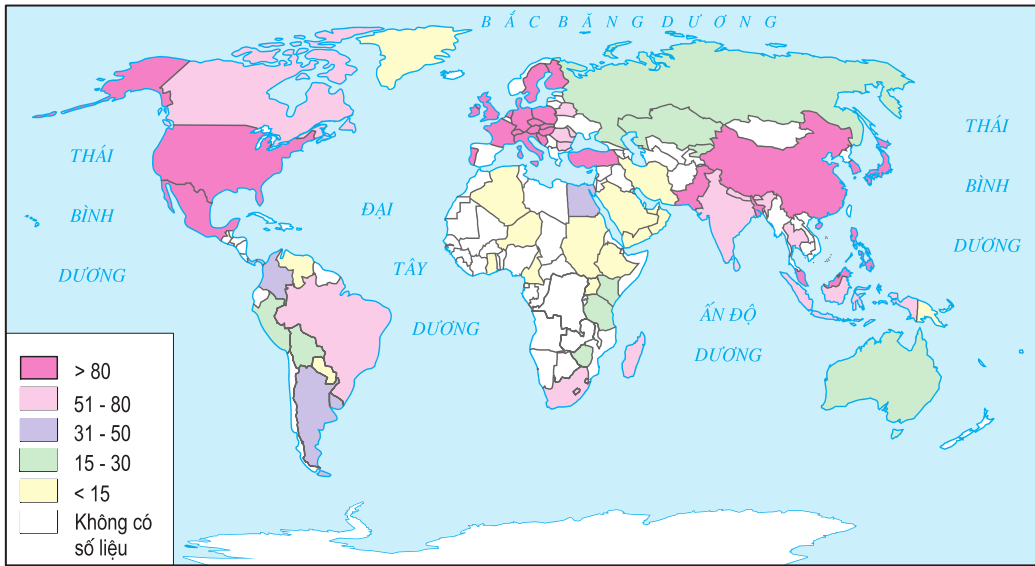 BẮC BĂNG DƯƠNG
THÁI
BÌNH
DƯƠNG
ĐẠI
TÂY
DƯƠNG
ẤN ĐỘ
DƯƠNG
THÁI
BÌNH
DƯƠNG
> 80
51 - 80
31 - 50
15 - 30
< 15
Không có
số liệu